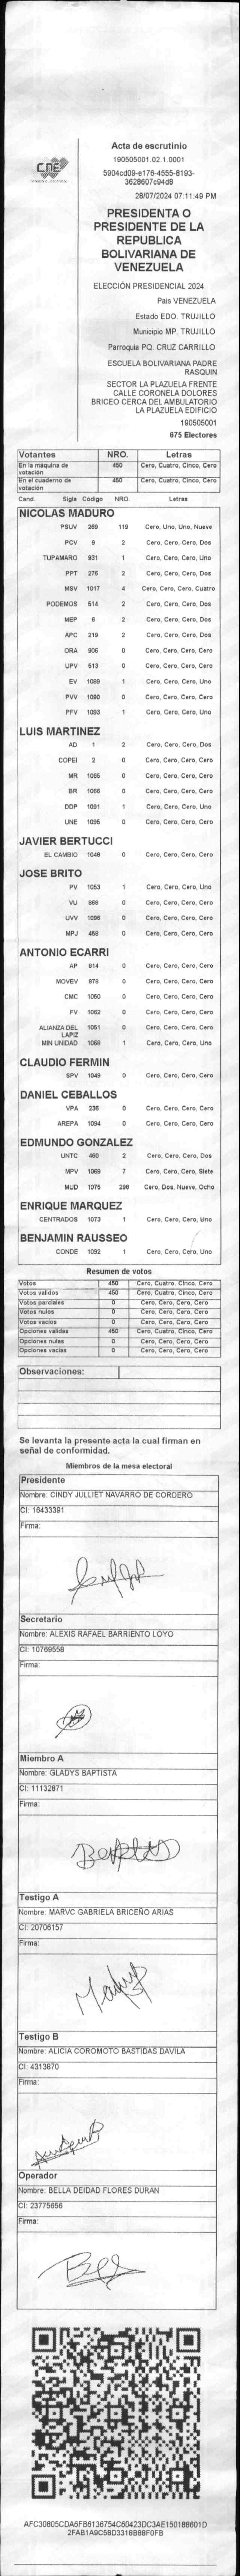 CNE
Acta de escrutinio
190505001.02.1.0001
5904cd09-e176-4555-8193-
3628607c94d8
28/07/2024 07:11:49 PM
PRESIDENTA O
PRESIDENTE DE LA
REPUBLICA
BOLIVARIANA DE
VENEZUELA
ELECCIÓN PRESIDENCIAL 2024
Pais VENEZUELA
Estado EDO. TRUJILLO
Municipio MP. TRUJILLO
Parroquia PQ. CRUZ CARRILLO
ESCUELA BOLIVARIANA PADRE
RASQUIN
SECTOR LA PLAZUELA FRENTE
CALLE CORONELA DOLORES
BRICEO CERCA DEL AMBULATORIO
LA PLAZUELA EDIFICIO
190505001
675 Electores
Votantes NRO. Letras
En la máquina de votación 450 Cero, Cuatro, Cinco, Cero
En el cuaderno de votación 450 Cero, Cuatro, Cinco, Cero
Cand. Sigla Código NRO. Letras
NICOLAS MADURO
PSUV 269 119 Cero, Uno, Uno, Nueve
PCV 9 2 Cero, Cero, Cero, Dos
TUPAMARO 931 1 Cero, Cero, Cero, Uno
PPT 276 2 Cero, Cero, Cero, Dos
MSV 1017 4 Cero, Cero, Cero, Cuatro
PODEMOS 514 2 Cero, Cero, Cero, Dos
MEP 6 2 Cero, Cero, Cero, Dos
APC 219 2 Cero, Cero, Cero, Dos
ORA 906 0 Cero, Cero, Cero, Cero
UPV 513 0 Cero, Cero, Cero, Cero
EV 1089 1 Cero, Cero, Cero, Uno
PVV 1090 0 Cero, Cero, Cero, Cero
PFV 1093 1 Cero, Cero, Cero, Uno
LUIS MARTINEZ
AD 1 2 Cero, Cero, Cero, Dos
COPEI 2 0 Cero, Cero, Cero, Cero
MR 1065 0 Cero, Cero, Cero, Cero
BR 1066 0 Cero, Cero, Cero, Cero
DDP 1091 1 Cero, Cero, Cero, Uno
UNE 1095 0 Cero, Cero, Cero, Cero
JAVIER BERTUCCI
EL CAMBIO 1048 0 Cero, Cero, Cero, Cero
JOSE BRITO
PV 1053 1 Cero, Cero, Cero, Uno
VU 868 0 Cero, Cero, Cero, Cero
UVV 1096 0 Cero, Cero, Cero, Cero
MPJ 458 0 Cero, Cero, Cero, Cero
ANTONIO ECARRI
AP 814 0 Cero, Cero, Cero, Cero
MOVEV 878 0 Cero, Cero, Cero, Cero
CMC 1050 0 Cero, Cero, Cero, Cero
FV 1062 0 Cero, Cero, Cero, Cero
ALIANZA DEL LAPIZ 1051 0 Cero, Cero, Cero, Cero
MIN UNIDAD 1068 1 Cero, Cero, Cero, Uno
CLAUDIO FERMIN
SPV 1049 0 Cero, Cero, Cero, Cero
DANIEL CEBALLOS
VPA 236 0 Cero, Cero, Cero, Cero
AREPA 1094 0 Cero, Cero, Cero, Cero
EDMUNDO GONZALEZ
UNTC 460 2 Cero, Cero, Cero, Dos
MPV 1069 7 Cero, Cero, Cero, Siete
MUD 1075 298 Cero, Dos, Nueve, Ocho
ENRIQUE MARQUEZ
CENTRADOS 1073 1 Cero, Cero, Cero, Uno
BENJAMIN RAUSSEO
CONDE 1092 1 Cero, Cero, Cero, Uno
Resumen de votos
Votos 450 Cero, Cuatro, Cinco, Cero
Votos validos 450 Cero, Cuatro, Cinco, Cero
Votos parciales 0 Cero, Cero, Cero, Cero
Votos nulos 0 Cero, Cero, Cero, Cero
Votos vacios 0 Cero, Cero, Cero, Cero
Opciones validas 450 Cero, Cuatro, Cinco, Cero
Opciones nulas 0 Cero, Cero, Cero, Cero
Opciones vacias 0 Cero, Cero, Cero, Cero
Observaciones:
Se levanta la presente acta la cual firman en
señal de conformidad.
Miembros de la mesa electoral
Presidente
Nombre: CINDY JULLIET NAVARRO DE CORDERO
CI: 16433391
Firma:
Secretario
Nombre: ALEXIS RAFAEL BARRIENTO LOYO
CI: 10769558
Firma:
Miembro A
Nombre: GLADYS BAPTISTA
CI: 11132871
Firma:
Testigo A
Nombre: MARVC GABRIELA BRICEÑO ARIAS
CI: 20706157
Firma:
Testigo B
Nombre: ALICIA COROMOTO BASTIDAS DAVILA
CI: 4313870
Firma:
Operador
Nombre: BELLA DEIDAD FLORES DURAN
CI: 23775656
Firma:
AFC30805CDA6FB6136754C60423DC3AE150188601D
2FAB1A9C58D3318B8BF0FB